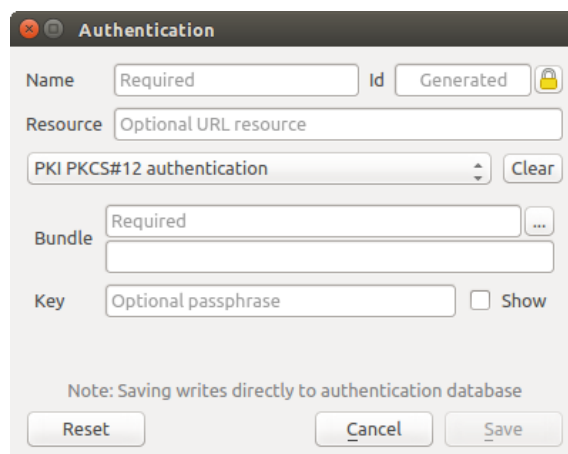 Authentication
Name Required Id Generated
Resource Optional URL resource
PKI PKCS#12 authentication Clear
Bundle Required ...
Key Optional passphrase Show
Note: Saving writes directly to authentication database
Reset Cancel Save